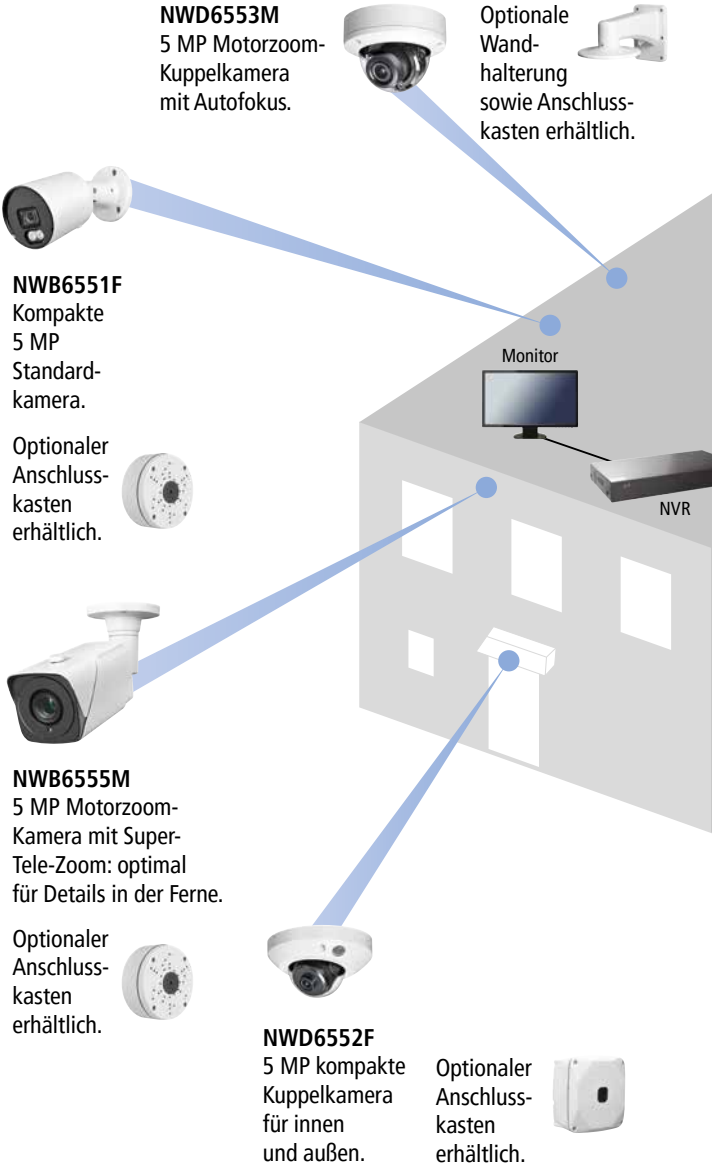 NWD6553M
5 MP Motorzoom-
Kuppelkamera
mit Autofokus.
Optionale
Wand-
halterung
sowie Anschluss-
kasten erhältlich.
NWB6551F
Kompakte
5 MP
Standard-
kamera.
Optionaler
Anschluss-
kasten
erhältlich.
Monitor
NVR
NWB6555M
5 MP Motorzoom-
Kamera mit Super-
Tele-Zoom: optimal
für Details in der Ferne.
Optionaler
Anschluss-
kasten
erhältlich.
NWD6552F
5 MP kompakte
Kuppelkamera
für innen
und außen.
Optionaler
Anschluss-
kasten
erhältlich.